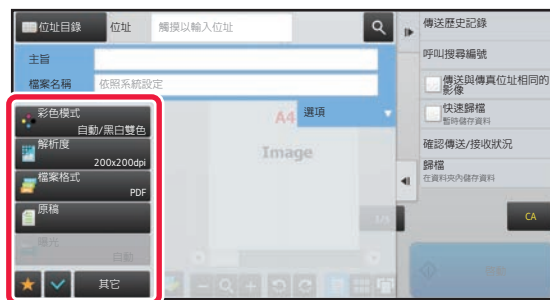 位址目錄
位址
觸摸以輸入位址
傳送歷史記錄
主旨
呼叫搜尋編號
檔案名稱
依照系統設定
傳送與傳真位址相同的
影像
彩色模式
自動/黑白雙色
A4
選項
快速歸檔
暫時儲存資料
解析度
200x200dpi
Image
確認傳送/接收狀況
檔案格式
PDF
歸檔
在資料夾內儲存資料
原稿
1/5
CA
曝光
自動
啟動
其它